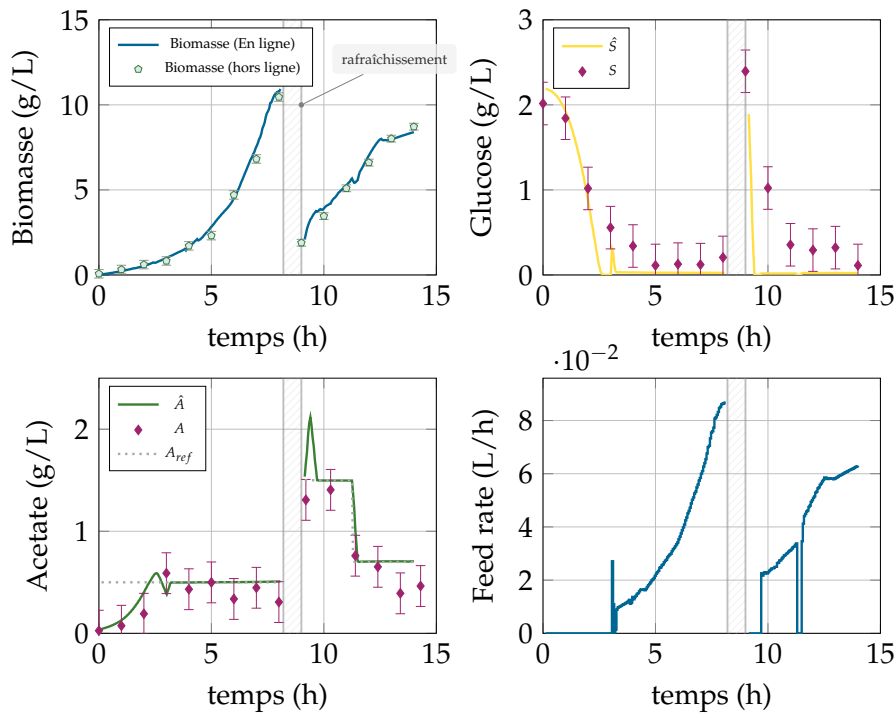 15
10
5
0
0
5
10
15
Biomasse (g/L)
temps (h)
Biomasse (En ligne)
Biomasse (hors ligne)
rafraîchissement
3
2
1
0
0
5
10
15
Glucose (g/L)
temps (h)
Ŝ
S
2
1
0
0
5
10
15
Acetate (g/L)
temps (h)
Â
A
A_ref
·10⁻²
8
6
4
2
0
0
5
10
15
Feed rate (L/h)
temps (h)